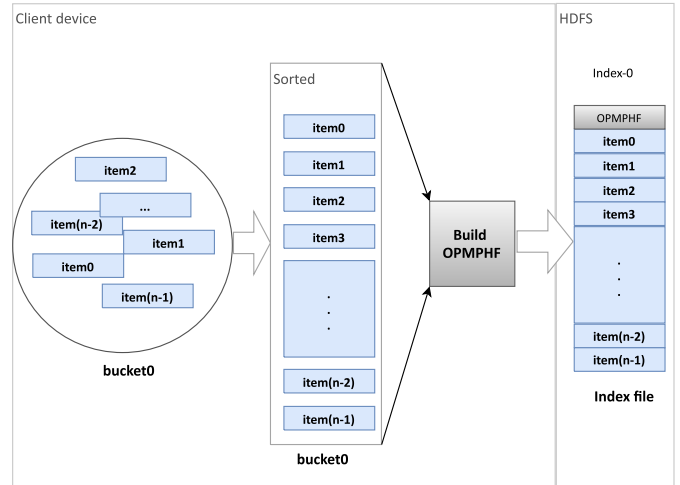 Client device
HDFS
item2
...
item(n-2)
item1
item0
item(n-1)
bucket0
Sorted
item0
item1
item2
item3
.
.
.
item(n-2)
item(n-1)
bucket0
Build
OPMPHF
Index-0
OPMPHF
item0
item1
item2
item3
.
.
.
item(n-2)
item(n-1)
Index file